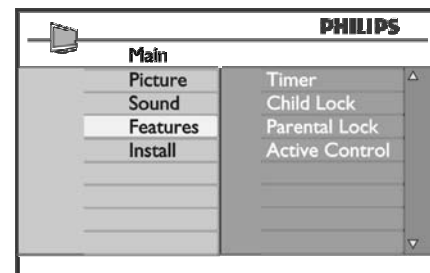 PHILIPS
Main
Picture
Sound
Features
Install
Timer
Child Lock
Parental Lock
Active Control